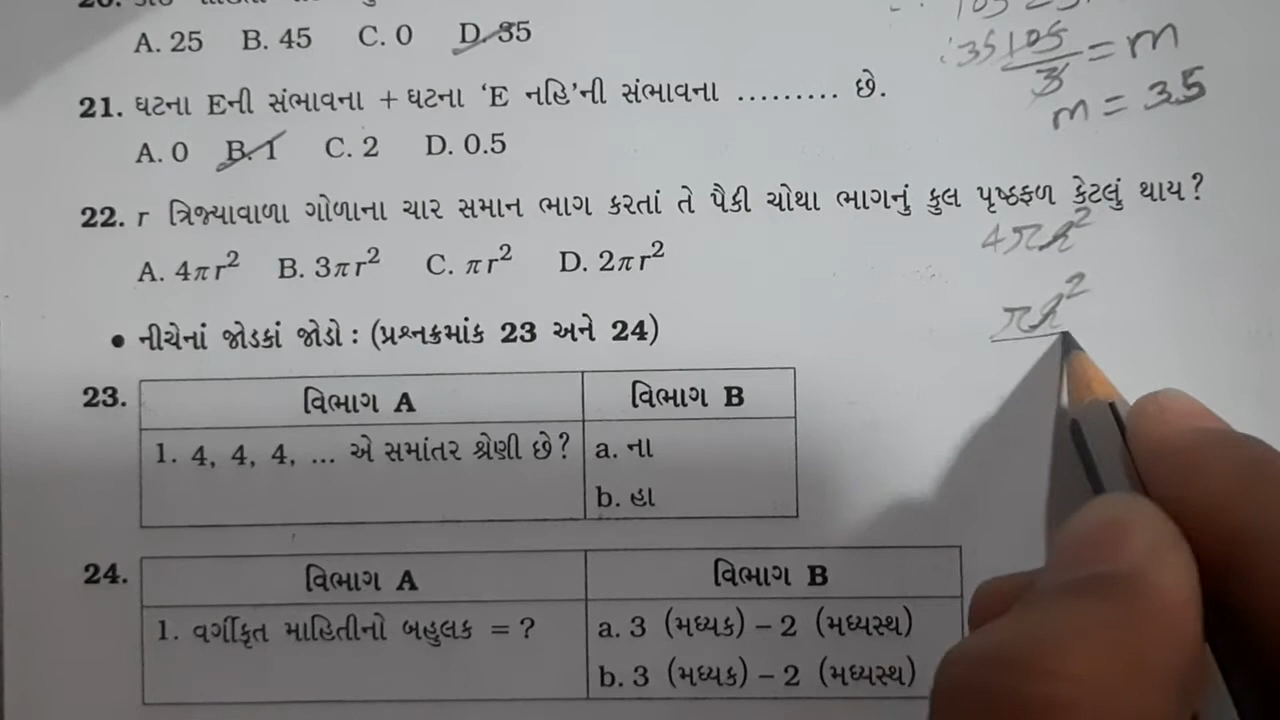 A. 25 B. 45 C. 0 D. 35
35 105 / 3 = m
m = 35
21. ઘટના Eની સંભાવના + ઘટના ‘E નહિ’ની સંભાવના ......... છે.
A. 0 B. 1 C. 2 D. 0.5
22. r ત્રિજ્યાવાળા ગોળાના ચાર સમાન ભાગ કરતાં તે પૈકી ચોથા ભાગનું કુલ પૃષ્ઠફળ કેટલું થાય?
4πr²
A. 4πr² B. 3πr² C. πr² D. 2πr²
πr²
• નીચેનાં જોડકાં જોડો : (પ્રશ્નક્રમાંક 23 અને 24)
23. વિભાગ A વિભાગ B
1. 4, 4, 4, ... એ સમાંતર શ્રેણી છે? a. ના
b. હા
24. વિભાગ A વિભાગ B
1. વર્ગીકૃત માહિતીનો બહુલક = ? a. 3 (મધ્યક) – 2 (મધ્યસ્થ)
b. 3 (મધ્યક) – 2 (મધ્યસ્થ)